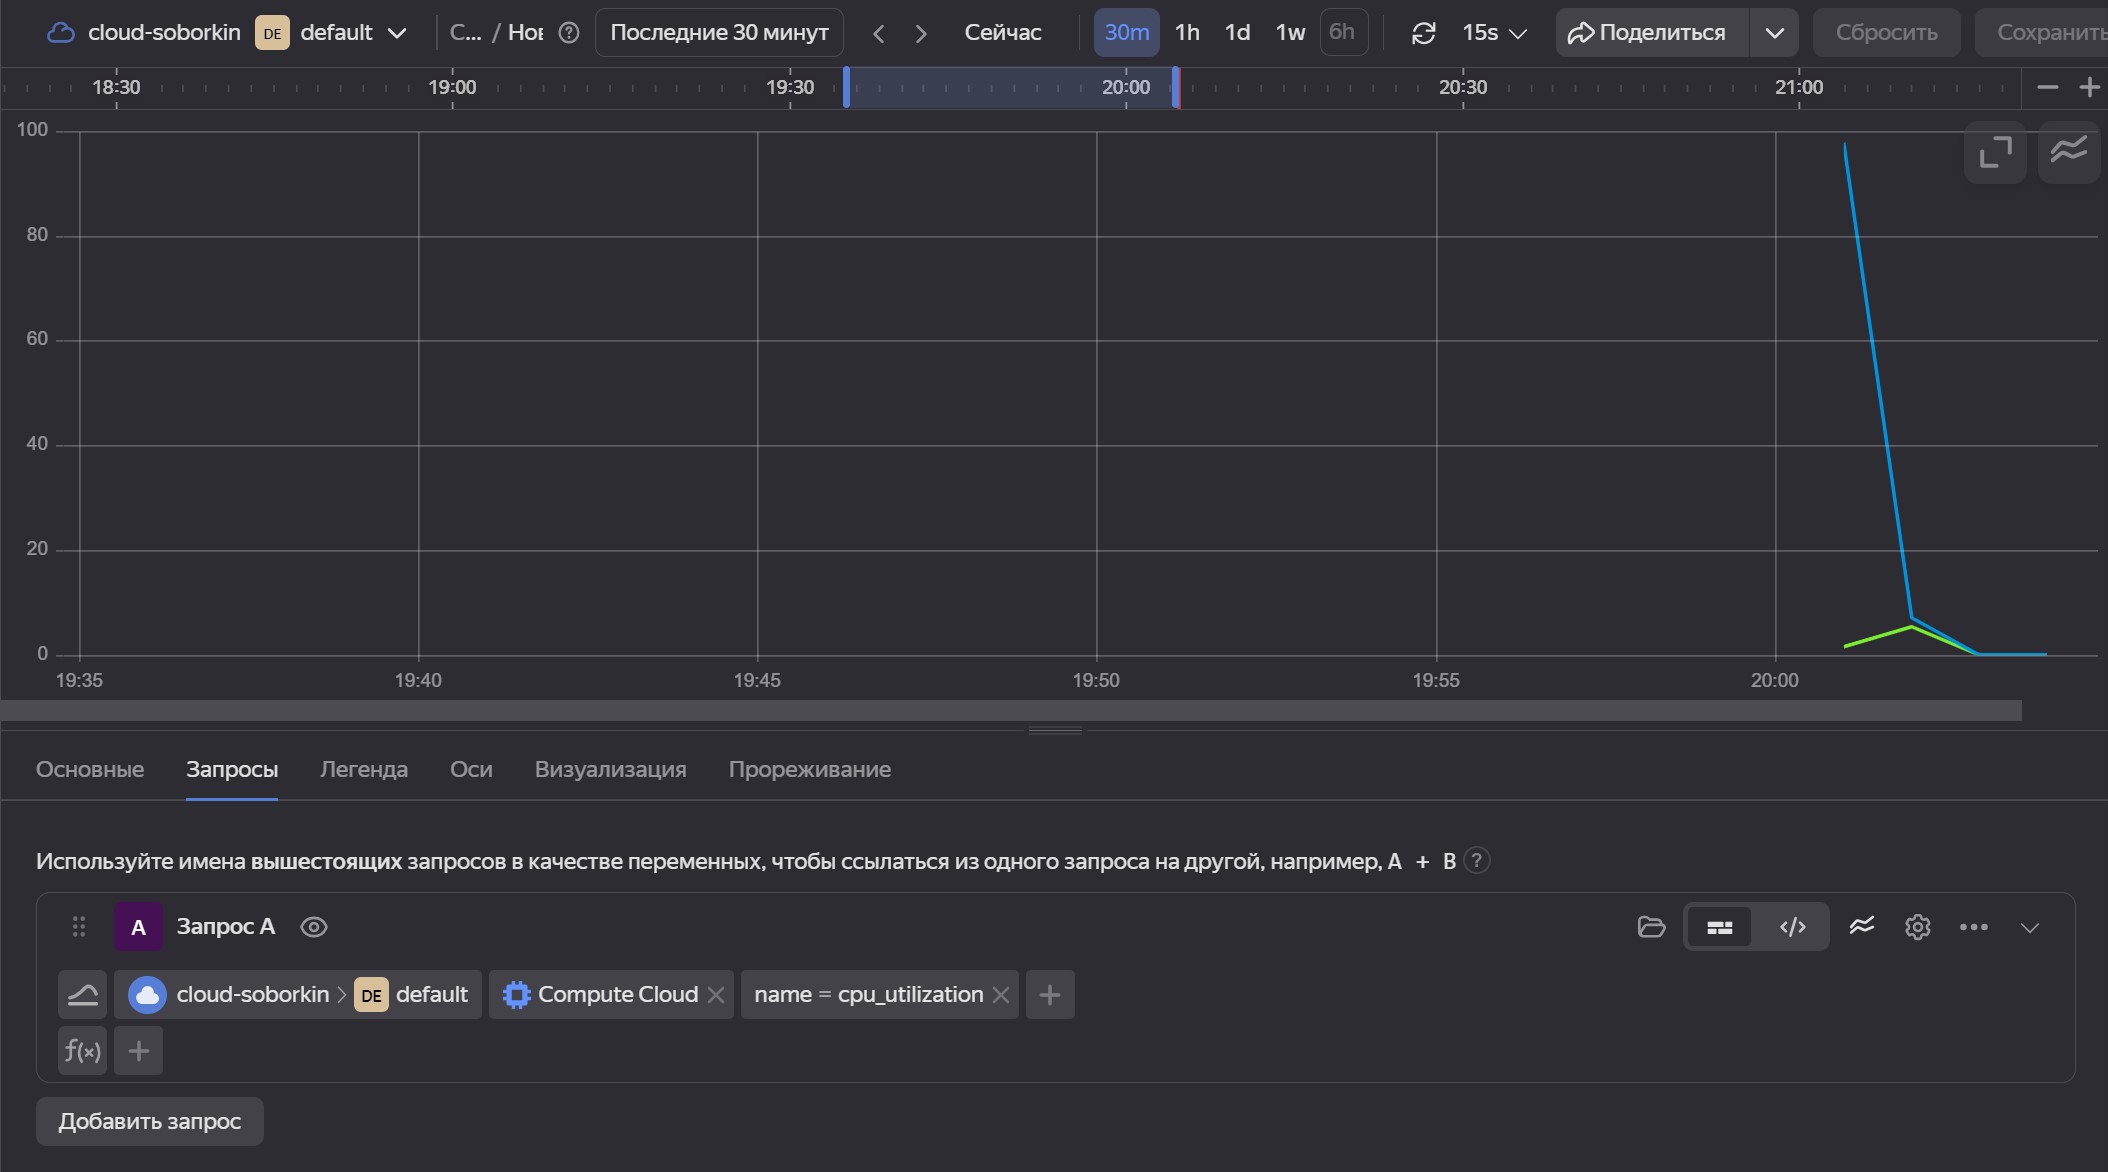 cloud-soborkin DE default С... / Нов Последние 30 минут Сейчас 30m 1h 1d 1w 6h 15s Поделиться Сбросить Сохранить
18:30 19:00 19:30 20:00 20:30 21:00
100
80
60
40
20
0
19:35 19:40 19:45 19:50 19:55 20:00
Основные Запросы Легенда Оси Визуализация Прореживание
Используйте имена вышестоящих запросов в качестве переменных, чтобы ссылаться из одного запроса на другой, например, A + B ?
A Запрос A
cloud-soborkin > DE default Compute Cloud name = cpu_utilization
f(x)
Добавить запрос